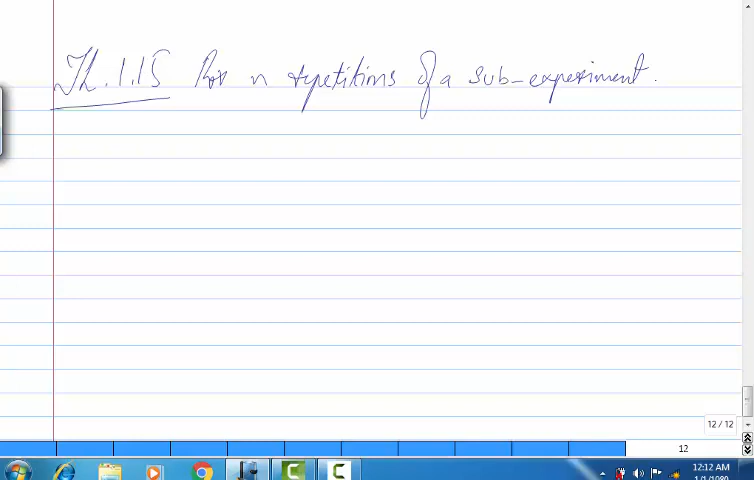 Th. 1.15 For n repetitions of a sub-experiment.
12 / 12
12
12:12 AM